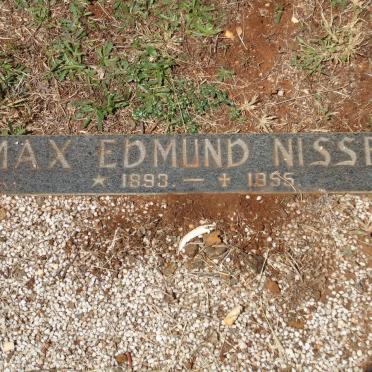 MAX EDMUND NISSE
★ 1893 – ✝ 1955